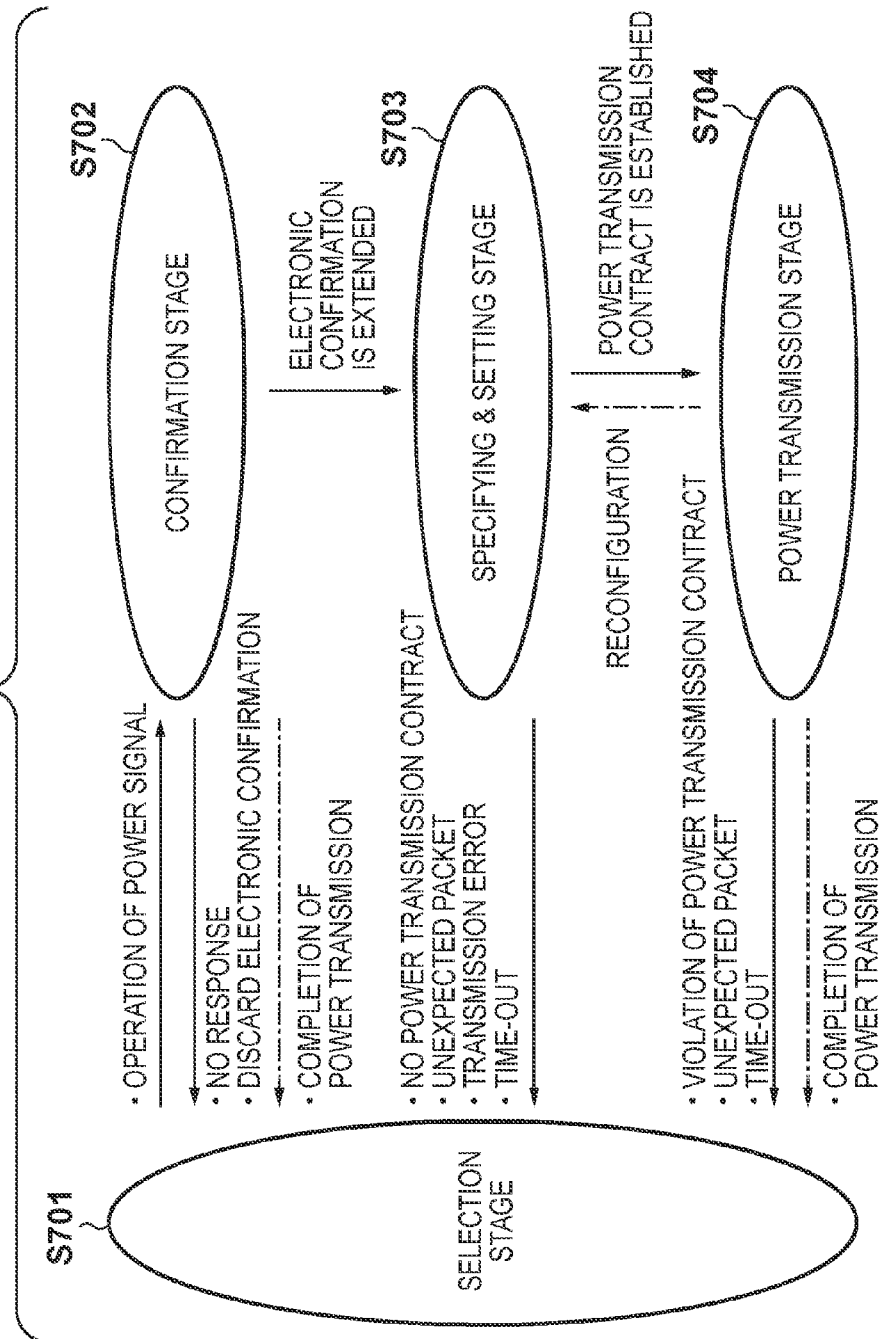 S701
SELECTION
STAGE
• OPERATION OF POWER SIGNAL
• NO RESPONSE
• DISCARD ELECTRONIC CONFIRMATION
• COMPLETION OF
POWER TRANSMISSION
S702
CONFIRMATION STAGE
ELECTRONIC
CONFIRMATION
IS EXTENDED
• NO POWER TRANSMISSION CONTRACT
• UNEXPECTED PACKET
• TRANSMISSION ERROR
• TIME-OUT
S703
SPECIFYING & SETTING STAGE
RECONFIGURATION
POWER TRANSMISSION
CONTRACT IS ESTABLISHED
• VIOLATION OF POWER TRANSMISSION CONTRACT
• UNEXPECTED PACKET
• TIME-OUT
• COMPLETION OF
POWER TRANSMISSION
S704
POWER TRANSMISSION STAGE